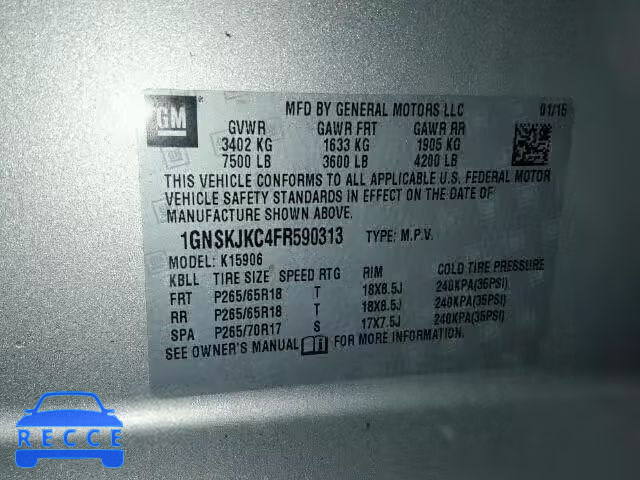 GM
MFD BY GENERAL MOTORS LLC 01/15
GVWR GAWR FRT GAWR RR
3402 KG 1633 KG 1905 KG
7500 LB 3600 LB 4200 LB
THIS VEHICLE CONFORMS TO ALL APPLICABLE U.S. FEDERAL MOTOR
VEHICLE SAFETY STANDARDS IN EFFECT ON THE DATE OF
MANUFACTURE SHOWN ABOVE.
1GNSKJKC4FR590313 TYPE: M.P.V.
MODEL: K15906
KBLL TIRE SIZE SPEED RTG RIM COLD TIRE PRESSURE
FRT P265/65R18 T 18X8.5J 240KPA(35PSI)
RR P265/65R18 T 18X8.5J 240KPA(35PSI)
SPA P265/70R17 S 17X7.5J 240KPA(35PSI)
SEE OWNER'S MANUAL FOR MORE INFORMATION.
RECCE